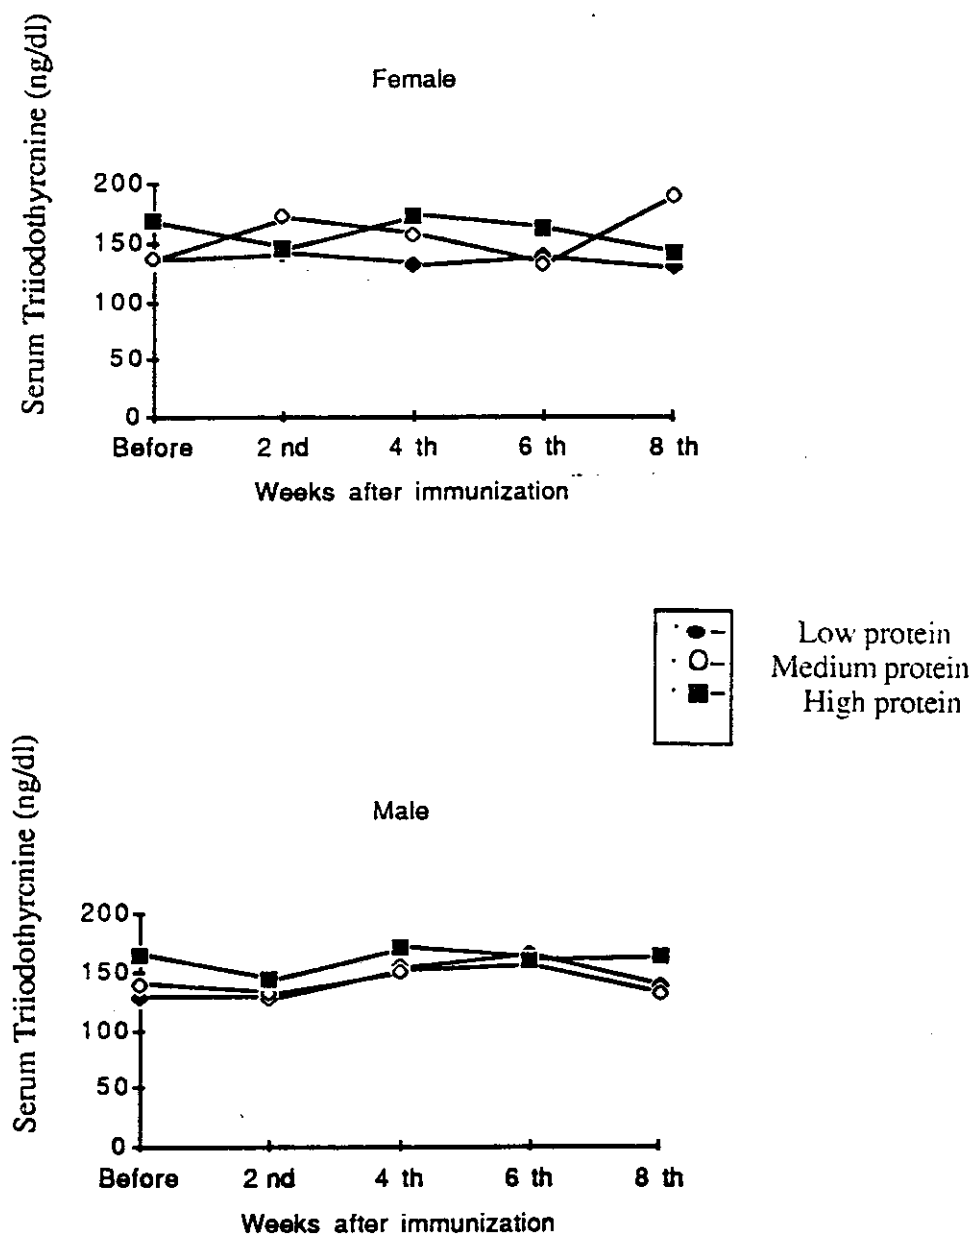 Female
Serum Triiodothyrcnine (ng/dl)
200
150
100
50
0
Before 2 nd 4 th 6 th 8 th
Weeks after immunization
Low protein
Medium protein
High protein
Male
Serum Triiodothyrcnine (ng/dl)
200
150
100
50
0
Before 2 nd 4 th 6 th 8 th
Weeks after immunization